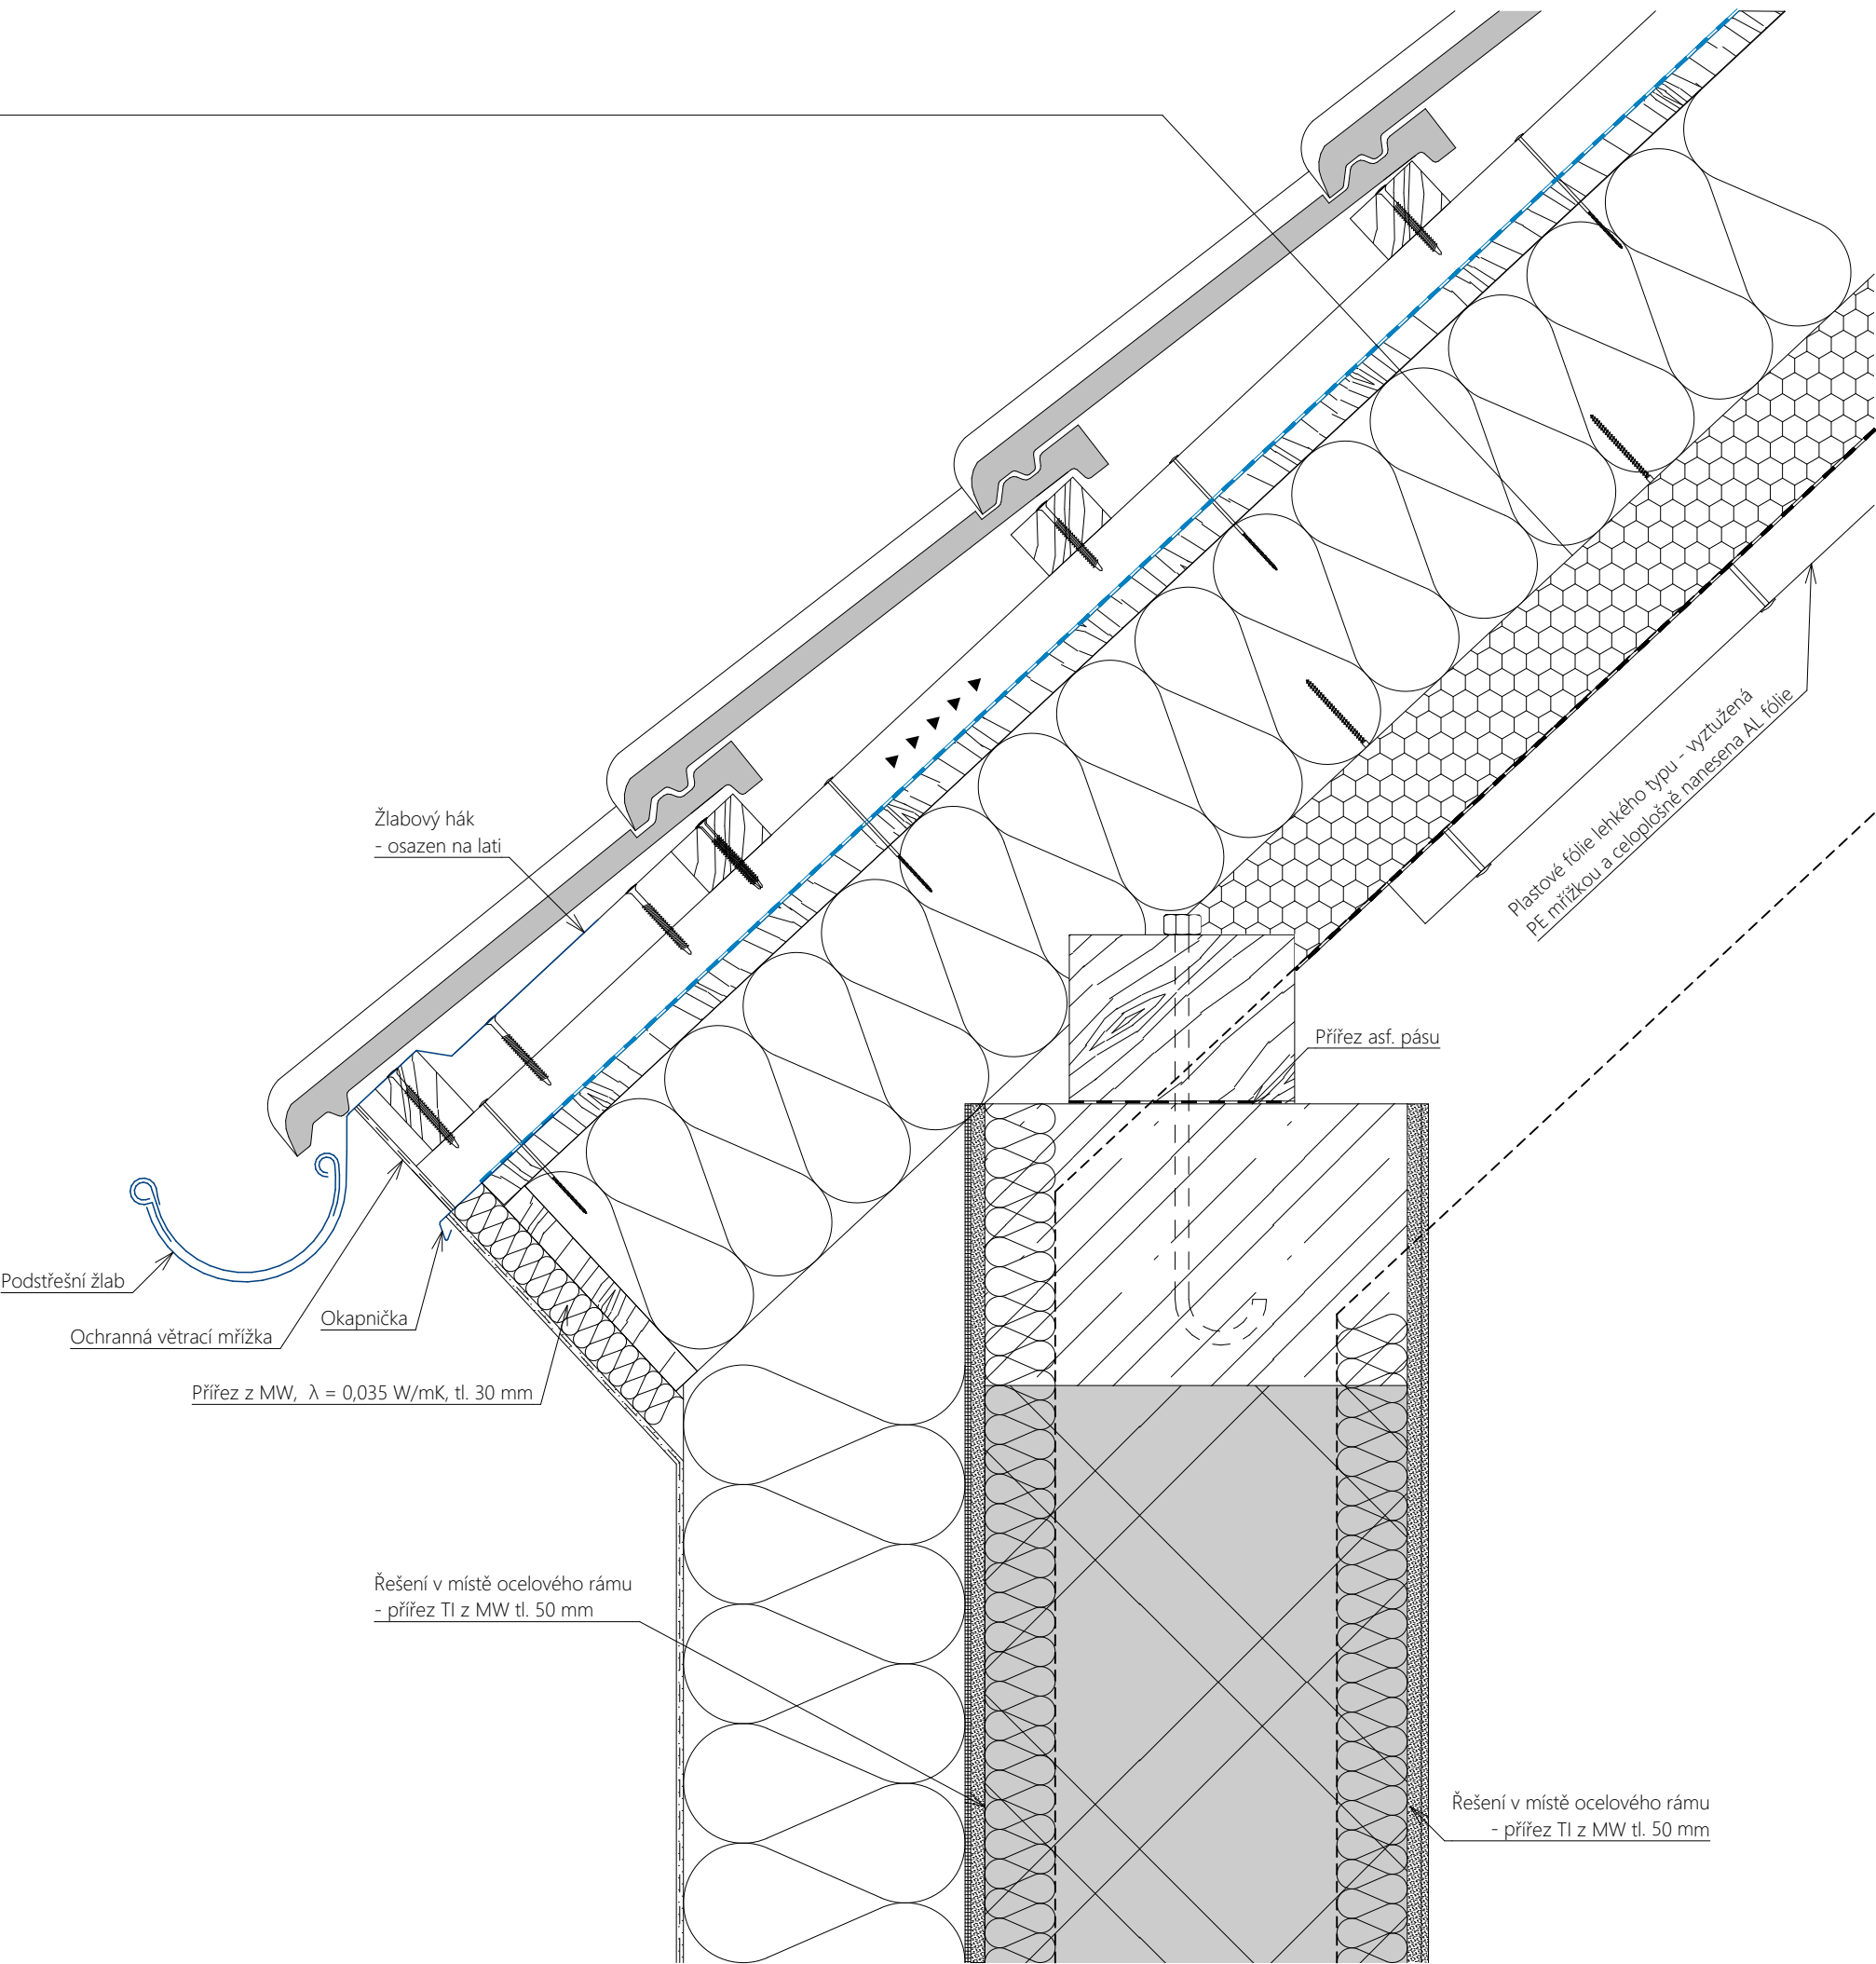 Plastové fólie lehkého typu - vyztužená
PE mřížkou a celoplošně nanesena AL fólie
Žlabový hák
- osazen na lati
Přířez asf. pásu
Podstřešní žlab
Okapnička
Ochranná větrací mřížka
Přířez z MW, λ = 0,035 W/mK, tl. 30 mm
Řešení v místě ocelového rámu
- přířez TI z MW tl. 50 mm
Řešení v místě ocelového rámu
- přířez TI z MW tl. 50 mm